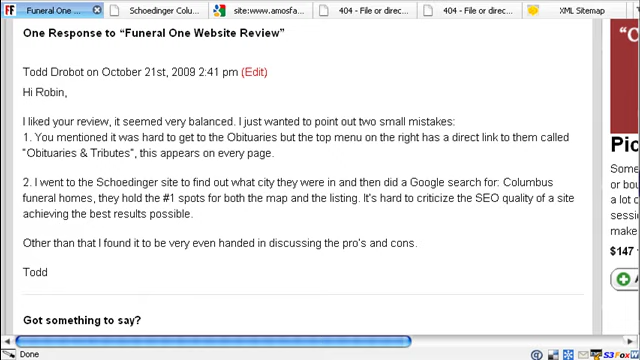 Funeral One
Schoedinger Colu...
site:www.amosfa...
404 - File or direc...
404 - File or direc...
XML Sitemap
One Response to “Funeral One Website Review”
Todd Drobot on October 21st, 2009 2:41 pm (Edit)
Hi Robin,
I liked your review, it seemed very balanced. I just wanted to point out two small mistakes:
1. You mentioned it was hard to get to the Obituaries but the top menu on the right has a direct link to them called
“Obituaries & Tributes”, this appears on every page.
2. I went to the Schoedinger site to find out what city they were in and then did a Google search for: Columbus
funeral homes, they hold the #1 spots for both the map and the listing. It's hard to criticize the SEO quality of a site
achieving the best results possible.
Other than that I found it to be very even handed in discussing the pro's and cons.
Todd
Got something to say?
“C
Pic
Some
or bou
a lot o
sites,
make
$147
Done
S3 Fox